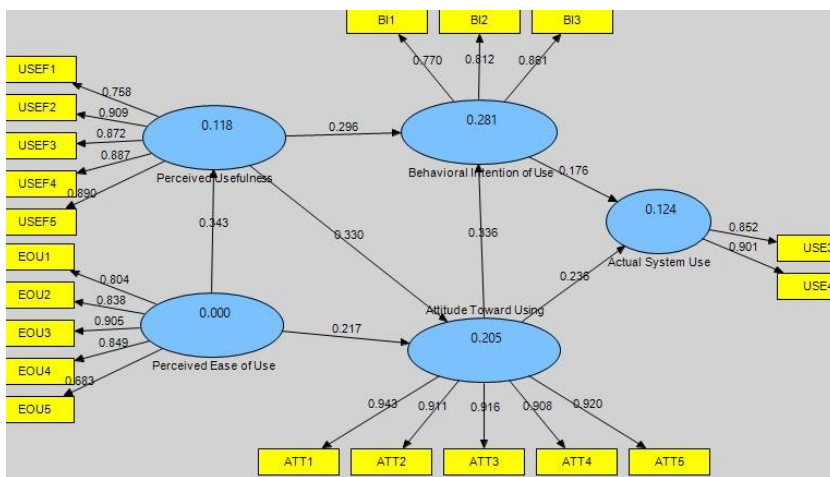 BI1
BI2
BI3
0.770
0.812
0.881
USEF1
USEF2
USEF3
USEF4
USEF5
0.758
0.909
0.872
0.887
0.890
0.118
Perceived Usefulness
0.296
0.281
Behavioral Intention of Use
0.176
0.343
0.330
0.336
0.236
0.124
Actual System Use
0.852
0.901
USE3
USE4
EOU1
EOU2
EOU3
EOU4
EOU5
0.804
0.838
0.905
0.849
0.683
0.000
Perceived Ease of Use
0.217
Attitude Toward Using
0.205
0.943
0.911
0.916
0.908
0.920
ATT1
ATT2
ATT3
ATT4
ATT5